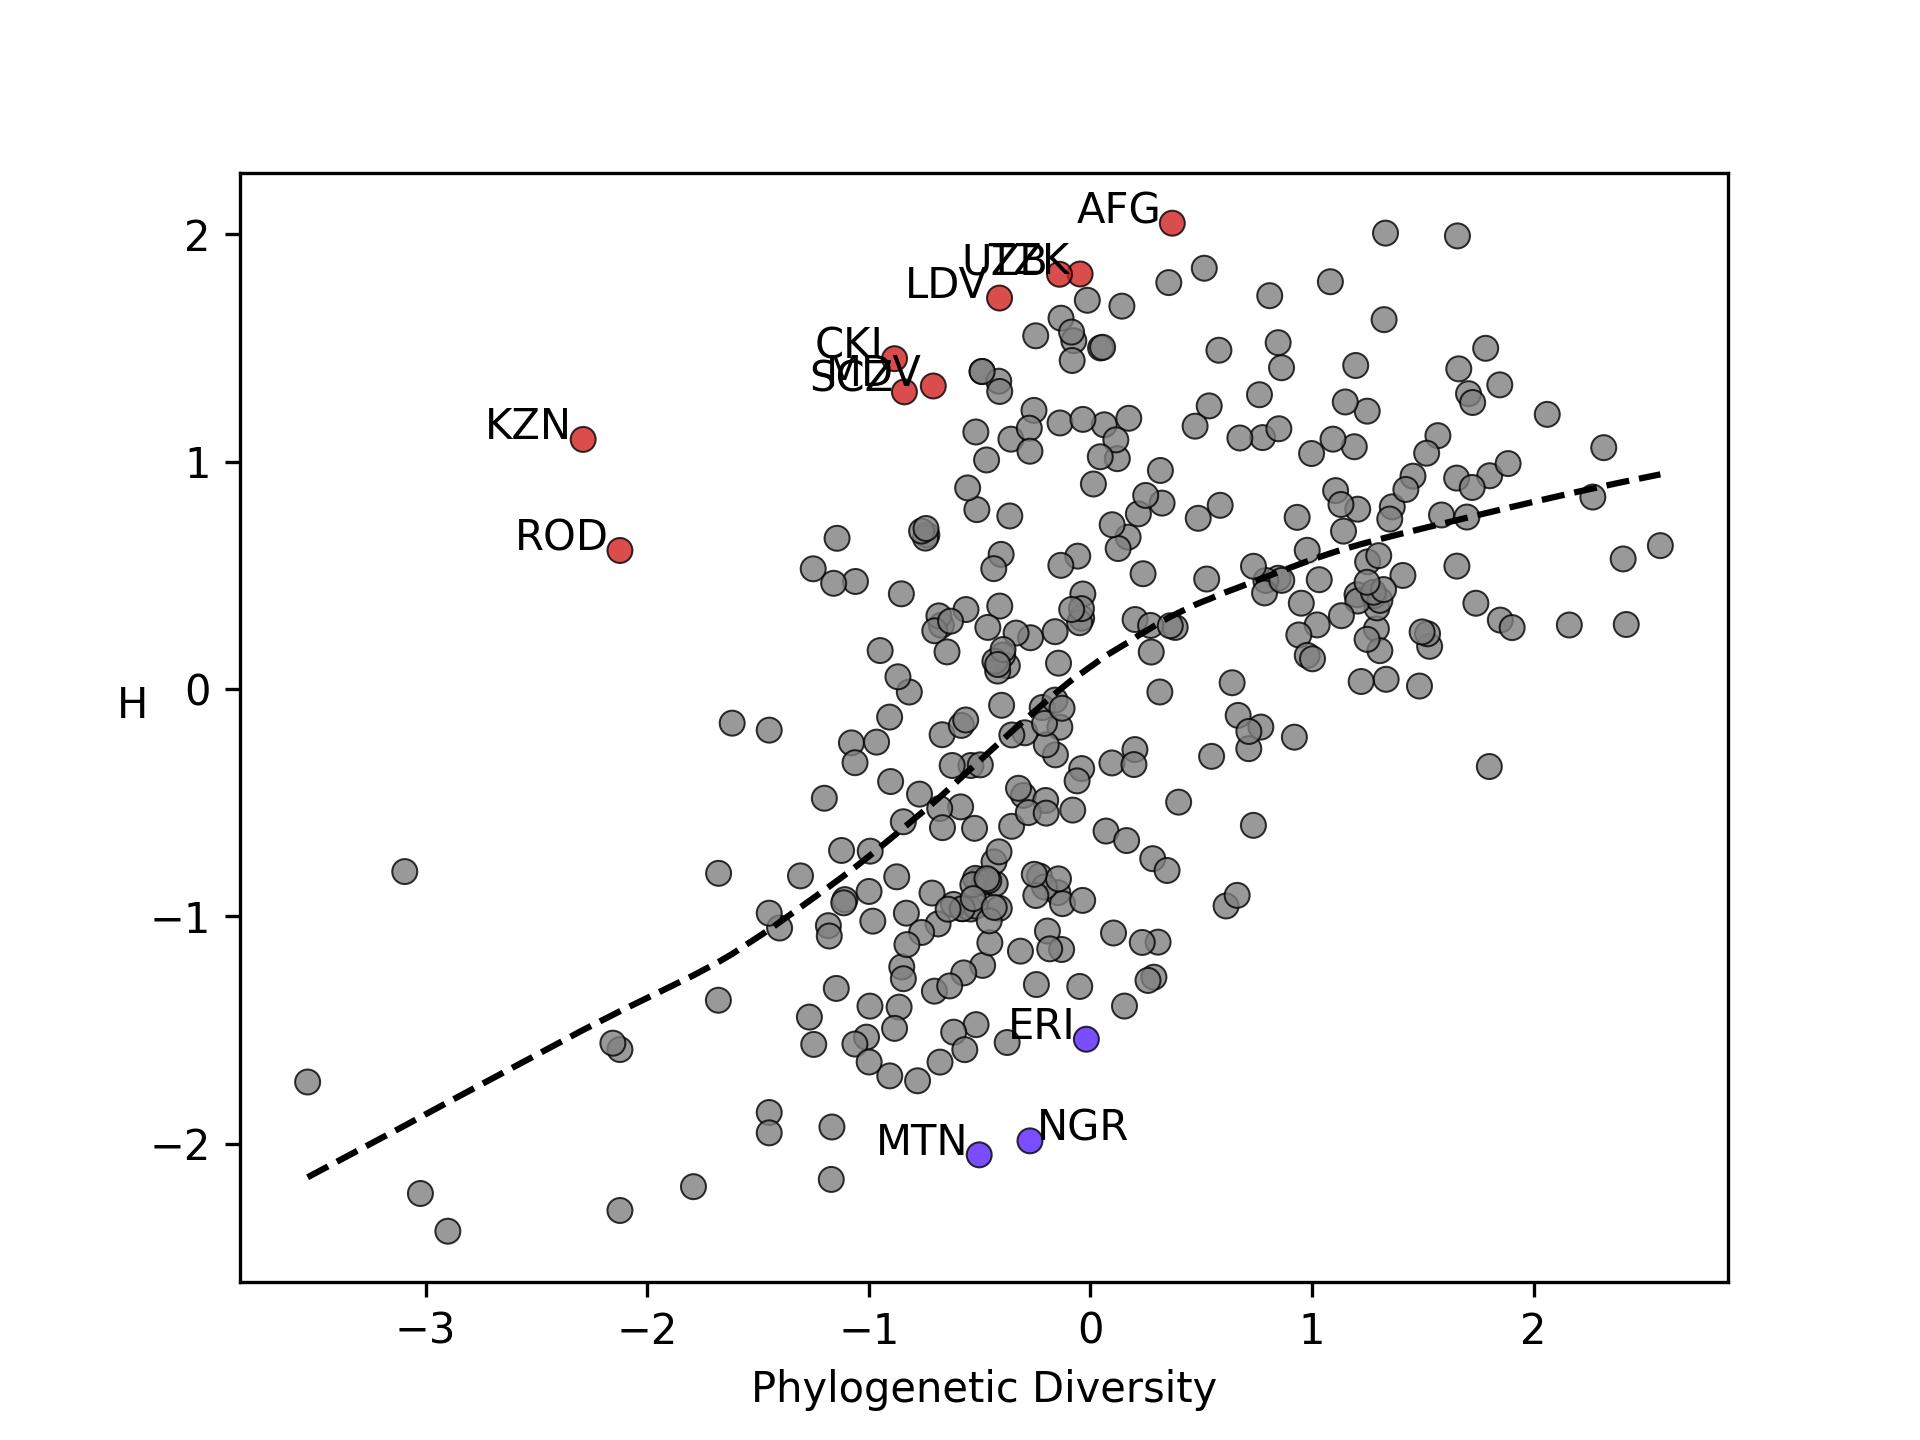 AFG
UZB
TZK
LDV
CKI
MDV
SCZ
KZN
ROD
ERI
NGR
MTN
2
1
0
−1
−2
H
−3 −2 −1 0 1 2
Phylogenetic Diversity